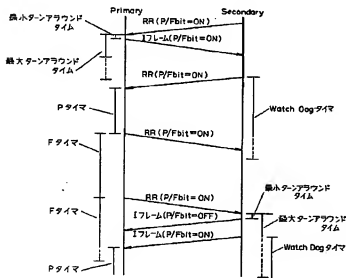 Primary
Secondary
最小ターンアラウンド
タイム
RR(P/Fbit=ON)
Iフレーム(P/Fbit=ON)
最大ターンアラウンド
タイム
RR(P/Fbit=ON)
Pタイマ
Watch Dogタイマ
RR(P/Fbit=ON)
Fタイマ
RR(P/Fbit=ON)
最小ターンアラウンド
タイム
Fタイマ
Iフレーム(P/Fbit=OFF)
最大ターンアラウンド
タイム
Iフレーム(P/Fbit=ON)
Watch Dogタイマ
Pタイマ